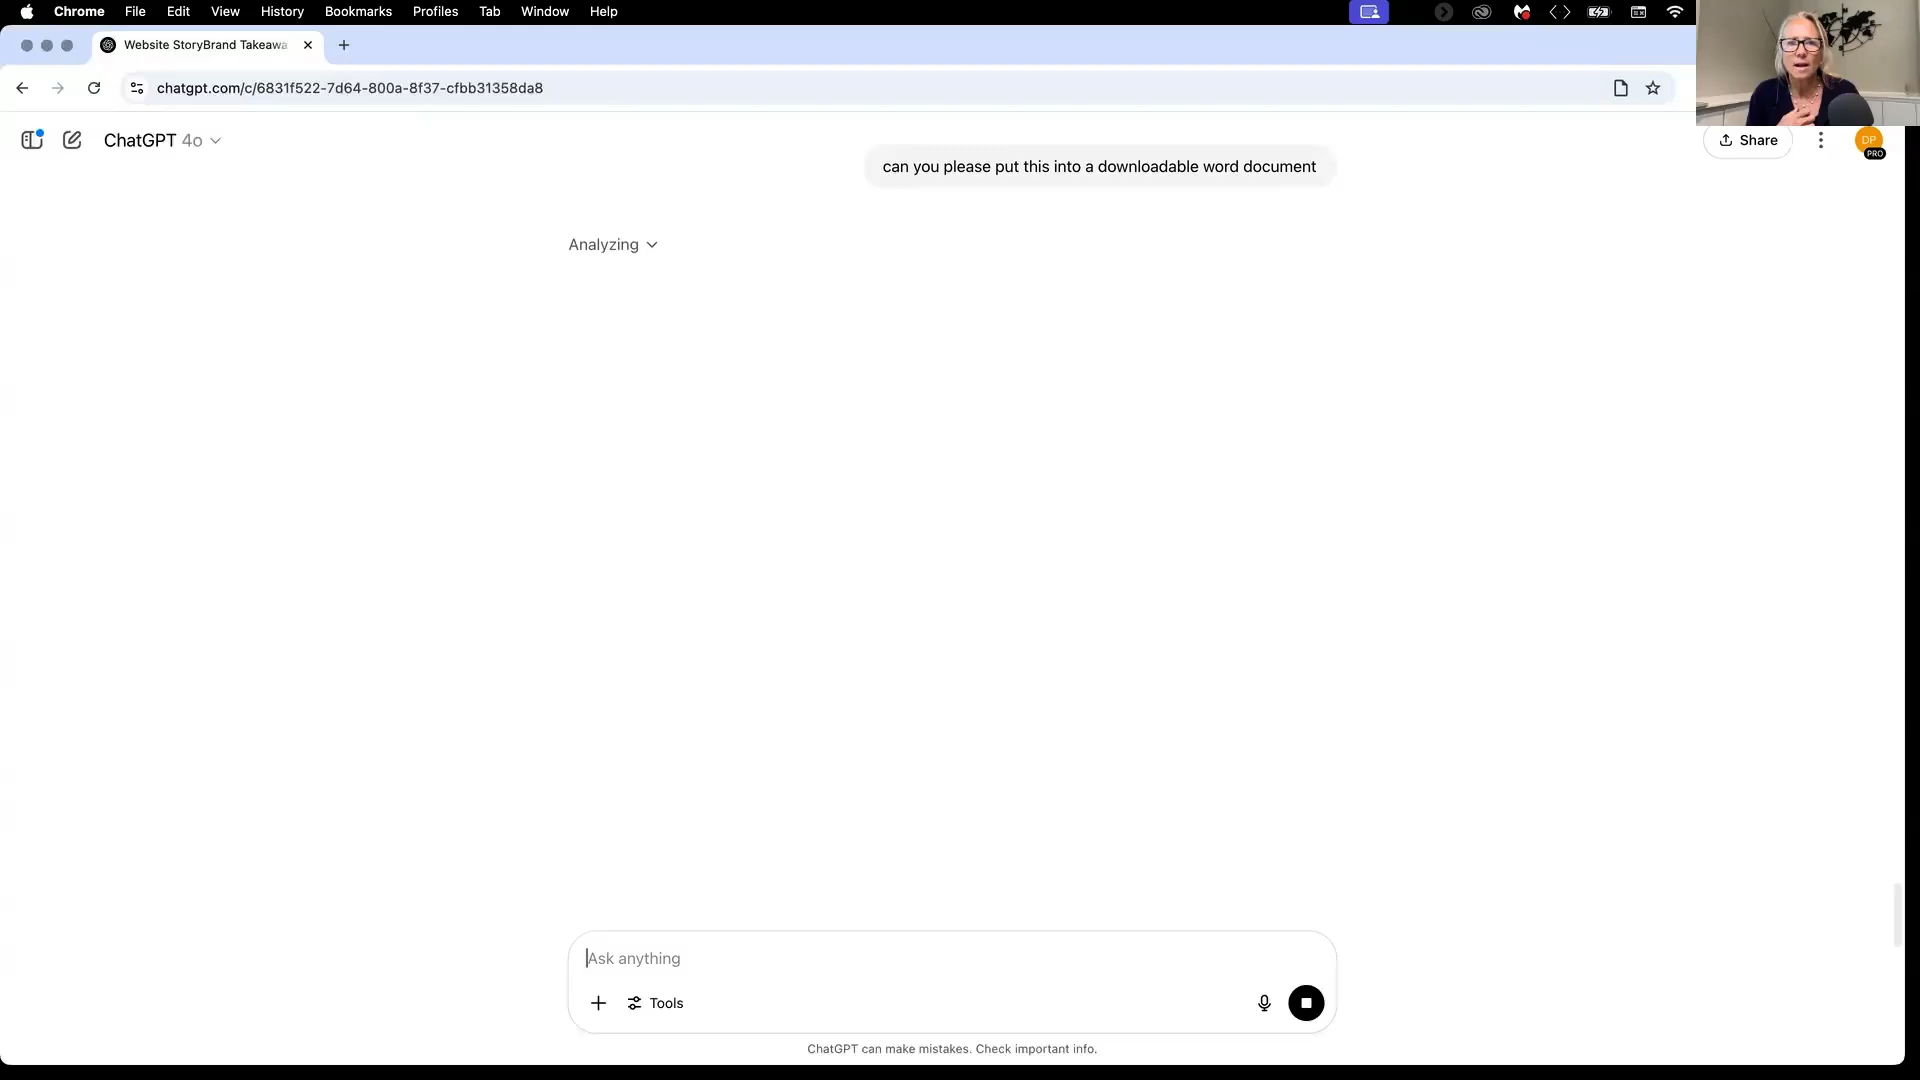 Chrome File Edit View History Bookmarks Profiles Tab Window Help
Website StoryBrand Takeawa
chatgpt.com/c/6831f522-7d64-800a-8f37-cfbb31358da8
ChatGPT 4o
Share
DP
PRO
can you please put this into a downloadable word document
Analyzing
Ask anything
Tools
ChatGPT can make mistakes. Check important info.